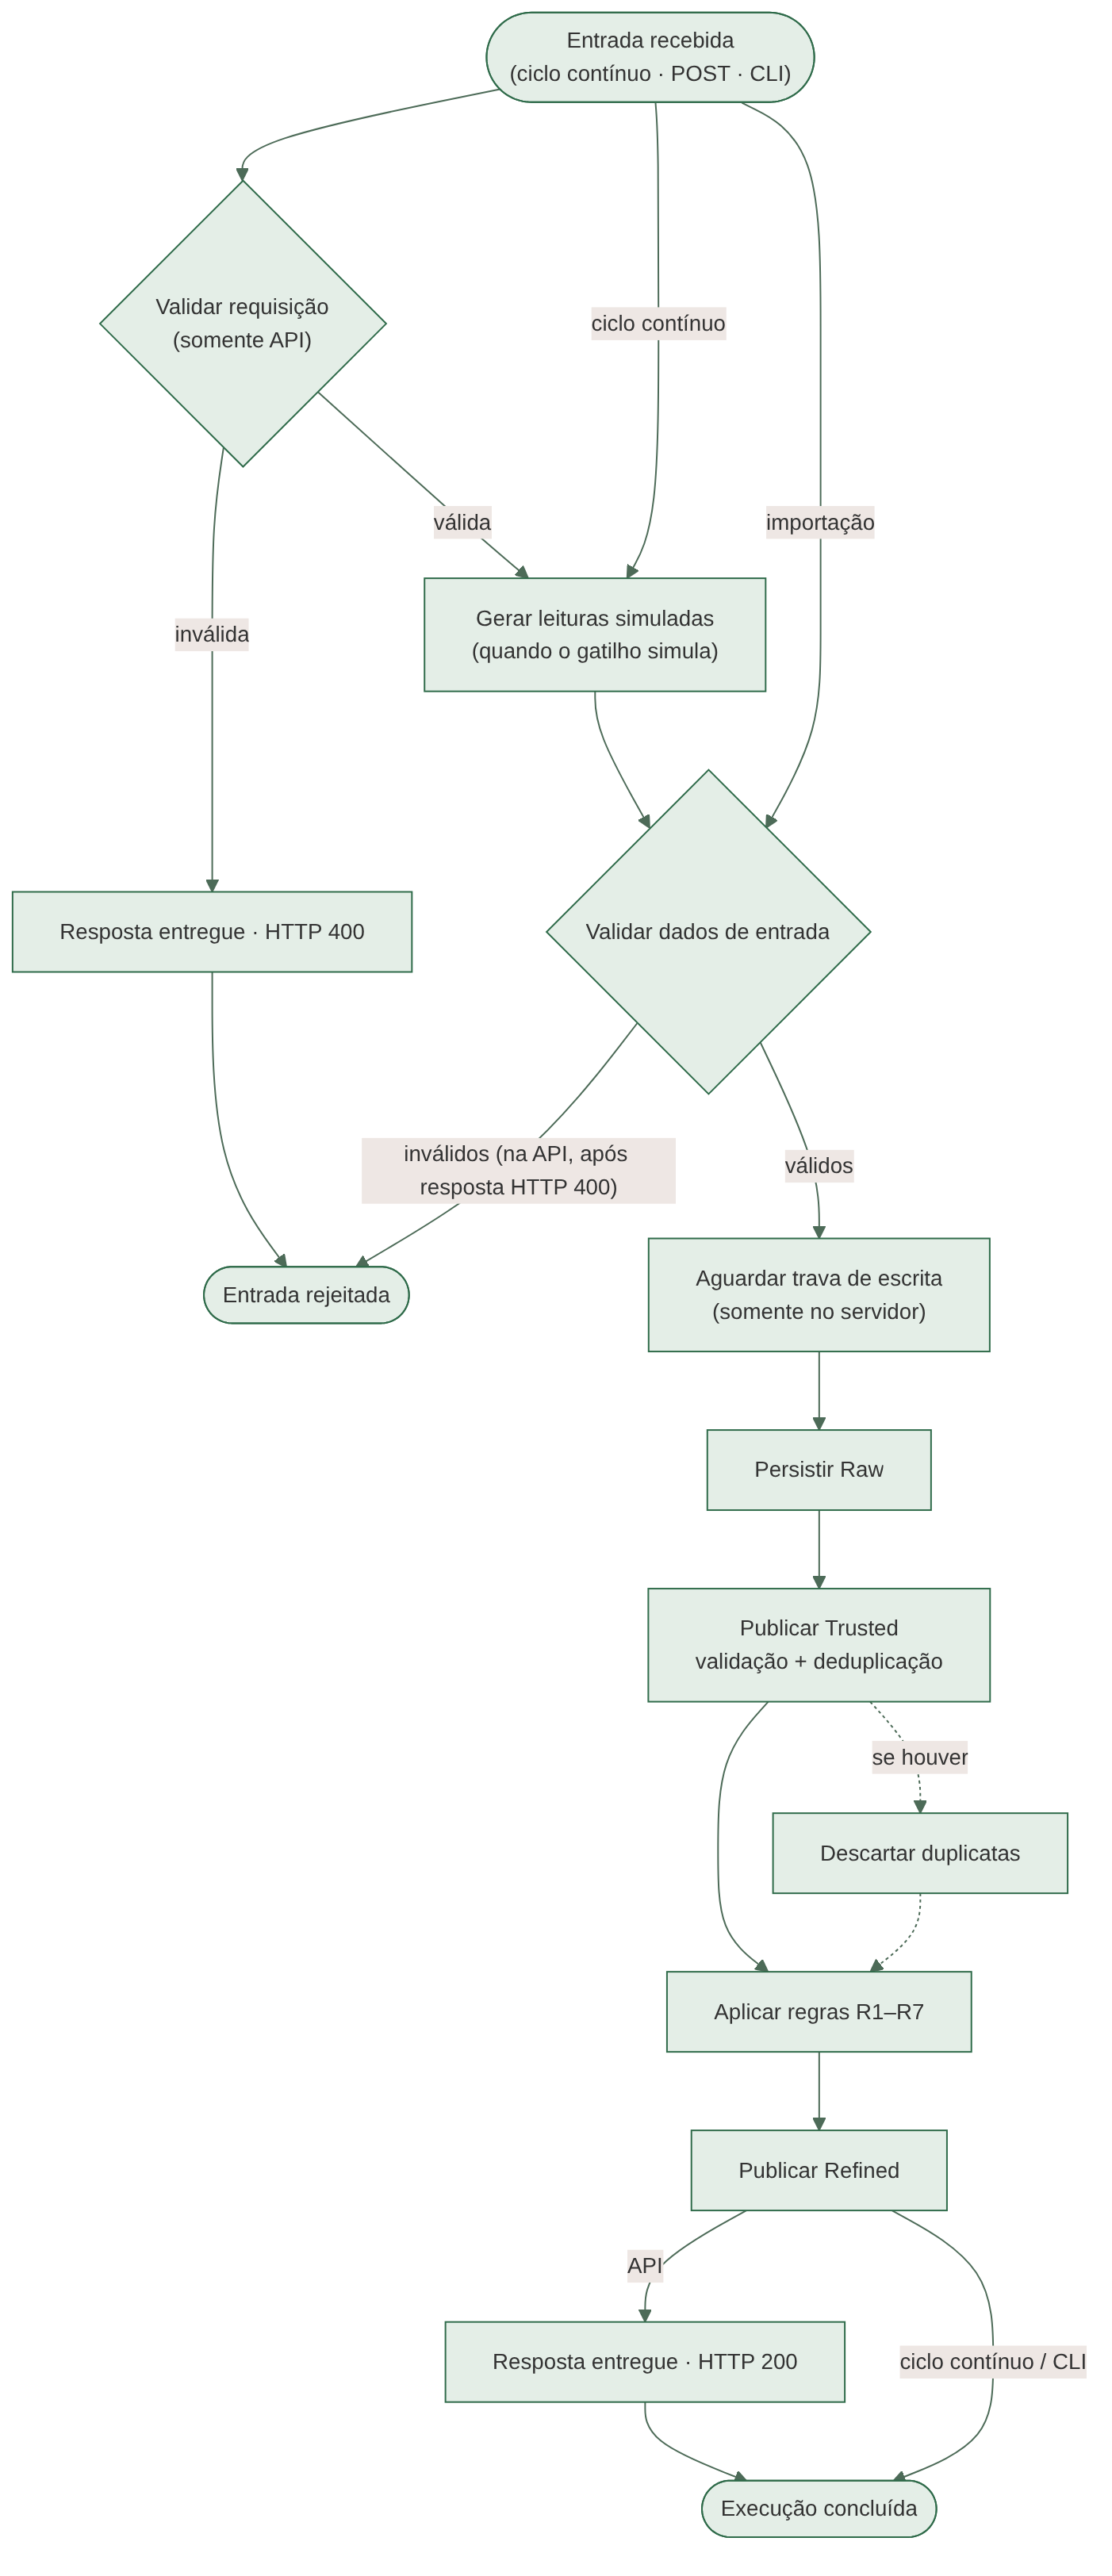 Entrada recebida
(ciclo contínuo · POST · CLI)
Validar requisição
(somente API)
ciclo contínuo
válida
importação
Gerar leituras simuladas
(quando o gatilho simula)
inválida
Resposta entregue · HTTP 400
Validar dados de entrada
inválidos (na API, após
resposta HTTP 400)
válidos
Entrada rejeitada
Aguardar trava de escrita
(somente no servidor)
Persistir Raw
Publicar Trusted
validação + deduplicação
se houver
Descartar duplicatas
Aplicar regras R1–R7
Publicar Refined
API
Resposta entregue · HTTP 200
ciclo contínuo / CLI
Execução concluída